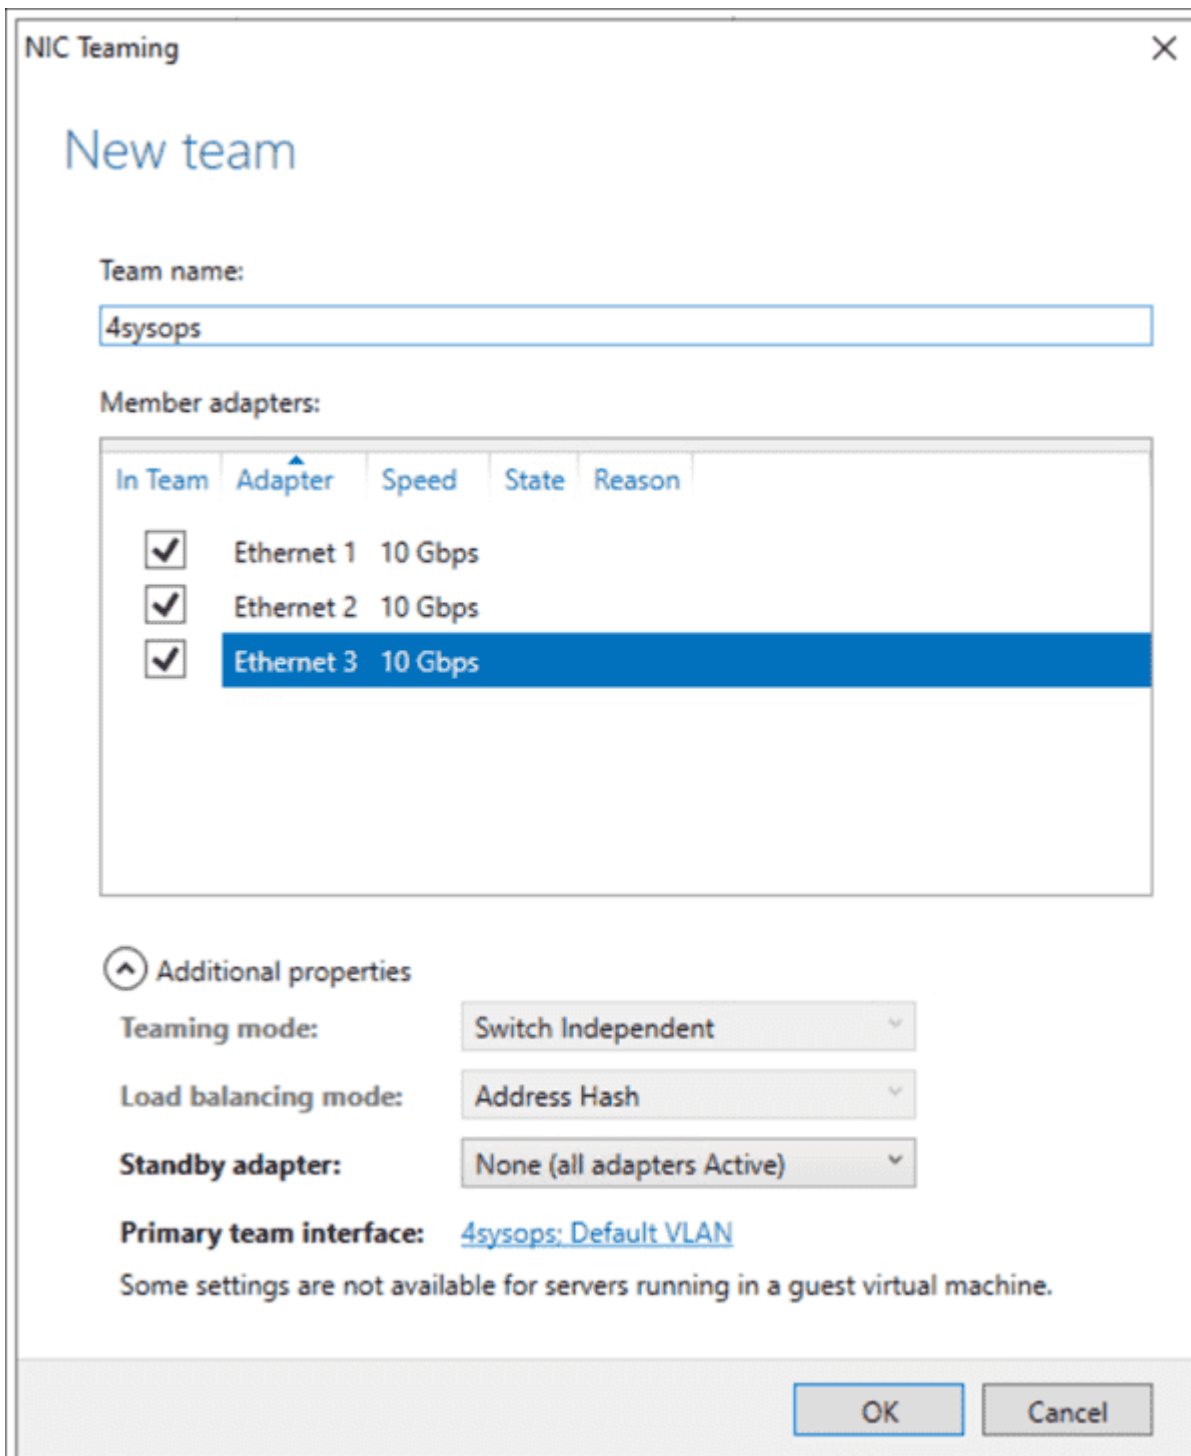 NIC Teaming
New team
Team name:
4sysops
Member adapters:
In Team Adapter Speed State Reason
Ethernet 1 10 Gbps
Ethernet 2 10 Gbps
Ethernet 3 10 Gbps
Additional properties
Teaming mode: Switch Independent
Load balancing mode: Address Hash
Standby adapter: None (all adapters Active)
Primary team interface: 4sysops; Default VLAN
Some settings are not available for servers running in a guest virtual machine.
OK Cancel